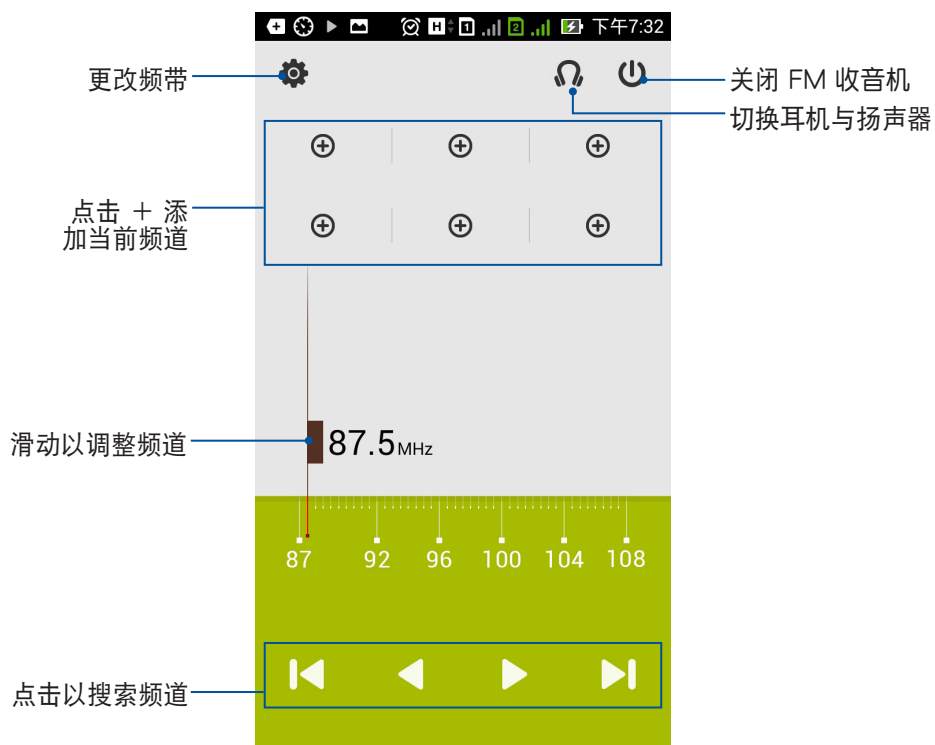 下午7:32
更改频带
关闭 FM 收音机
切换耳机与扬声器
点击 + 添
加当前频道
滑动以调整频道
87.5MHz
87 92 96 100 104 108
点击以搜索频道